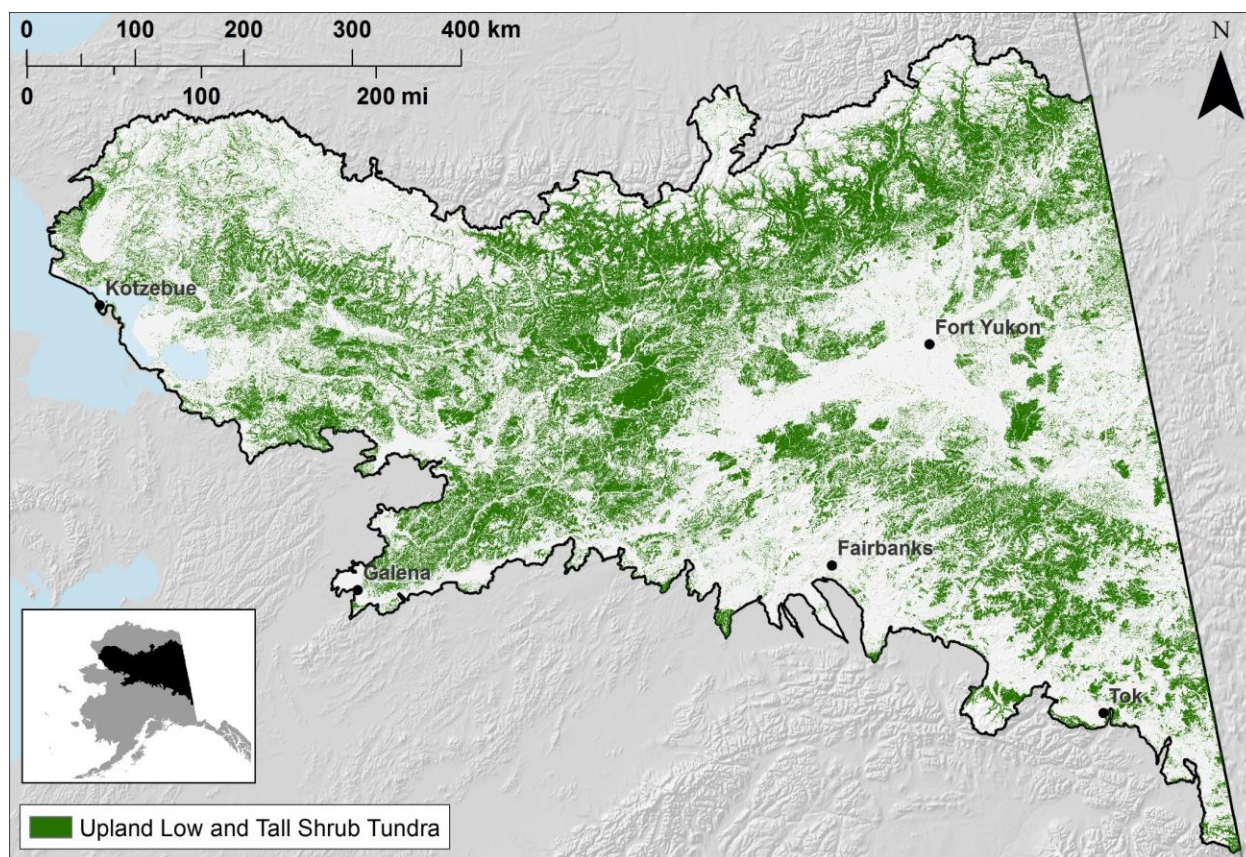 0 100 200 300 400 km
0 100 200 mi
N
Kotzebue
Fort Yukon
Fairbanks
Galena
Tok
Upland Low and Tall Shrub Tundra